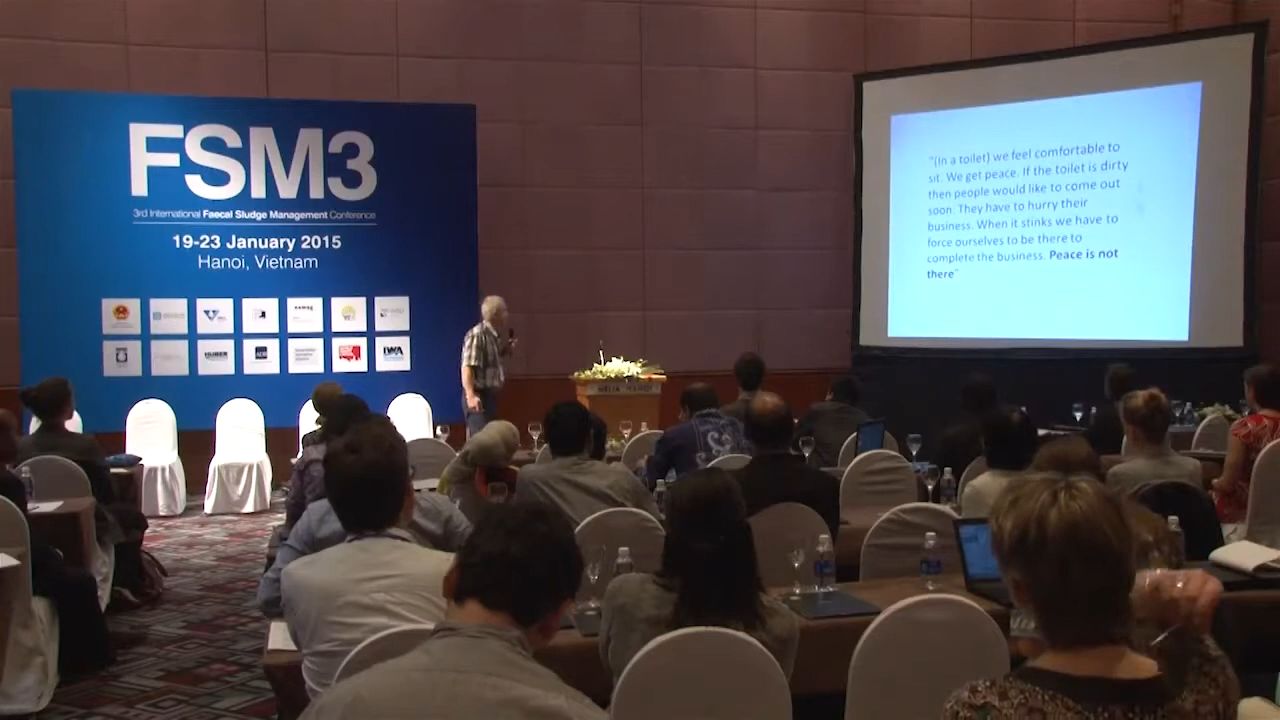 FSM3
3rd International Faecal Sludge Management Conference
19-23 January 2015
Hanoi, Vietnam
HUBER
ADB
IWA
"(In a toilet) we feel comfortable to
sit. We get peace. If the toilet is dirty
then people would like to come out
soon. They have to hurry their
business. When it stinks we have to
force ourselves to be there to
complete the business. Peace is not
there"